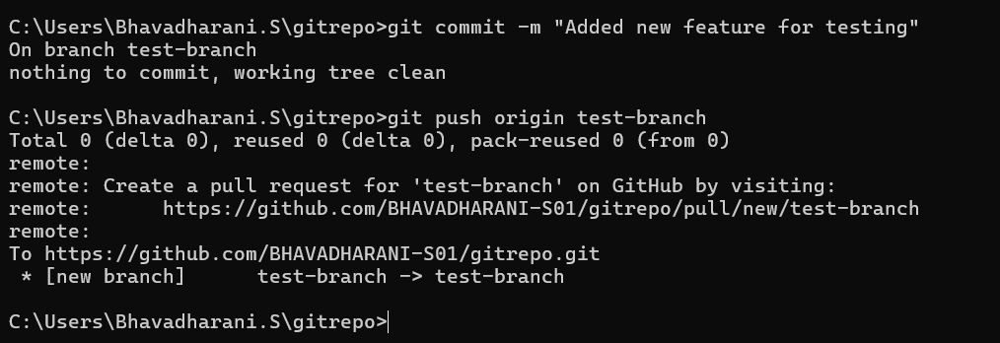 C:\Users\Bhavadharani.S\gitrepo>git commit -m "Added new feature for testing"
On branch test-branch
nothing to commit, working tree clean
C:\Users\Bhavadharani.S\gitrepo>git push origin test-branch
Total 0 (delta 0), reused 0 (delta 0), pack-reused 0 (from 0)
remote:
remote: Create a pull request for 'test-branch' on GitHub by visiting:
remote:      https://github.com/BHAVADHARANI-S01/gitrepo/pull/new/test-branch
remote:
To https://github.com/BHAVADHARANI-S01/gitrepo.git
 * [new branch]      test-branch -> test-branch
C:\Users\Bhavadharani.S\gitrepo>